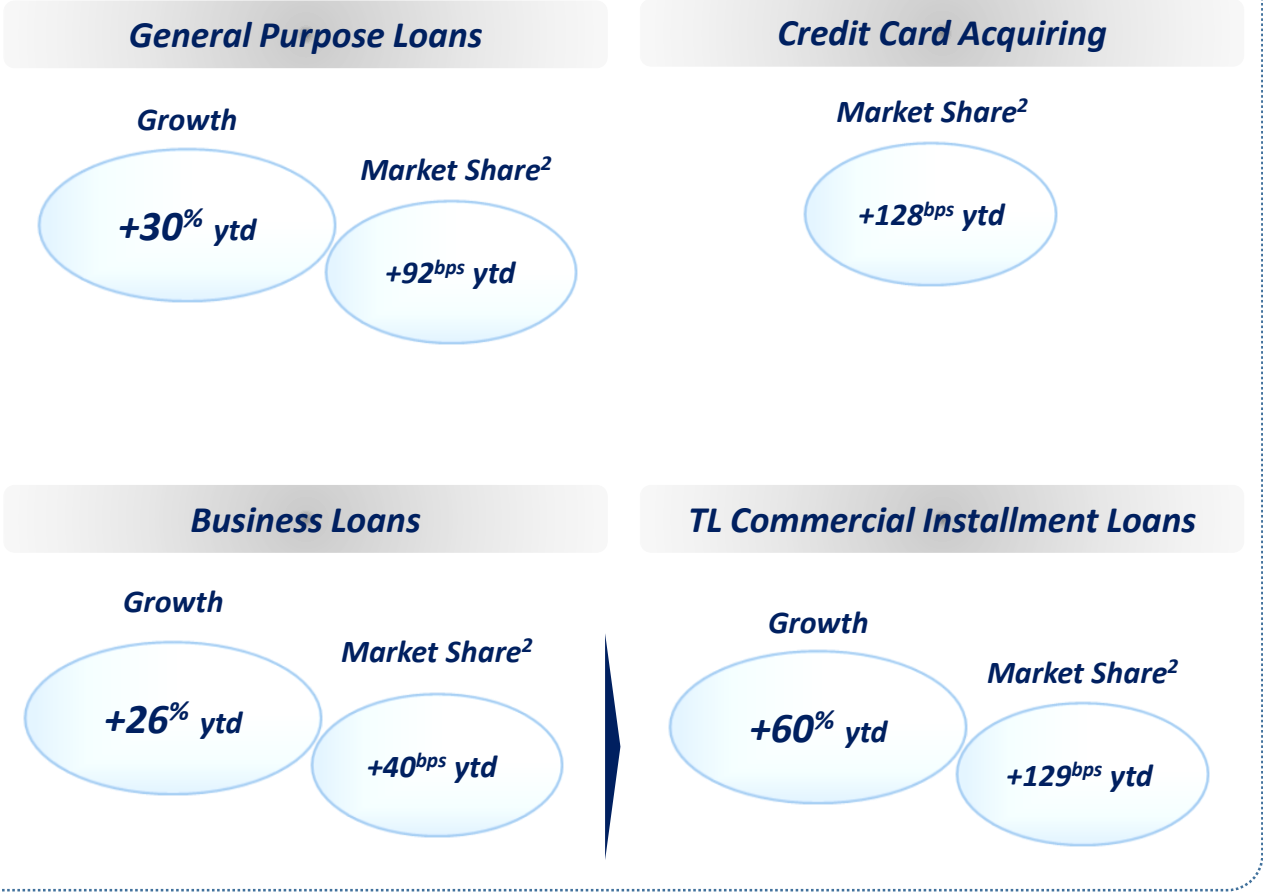 General Purpose Loans
Growth
+30% ytd
Market Share2
+92bps ytd
Credit Card Acquiring
Market Share2
+128bps ytd
Business Loans
Growth
+26% ytd
Market Share2
+40bps ytd
TL Commercial Installment Loans
Growth
+60% ytd
Market Share2
+129bps ytd